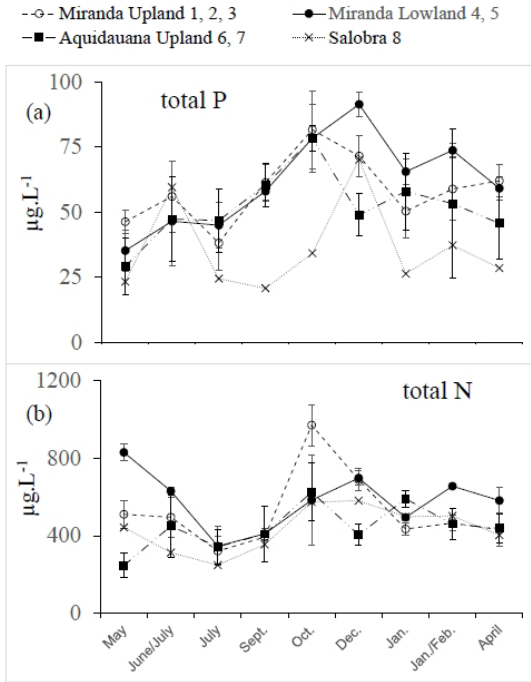 Miranda Upland 1, 2, 3
Miranda Lowland 4, 5
Aquidauana Upland 6, 7
Salobra 8
(a)
total P
100
75
50
25
0
µg.L-1
(b)
total N
1200
800
400
0
µg.L-1
May
June/July
July
Sept.
Oct.
Dec.
Jan.
Jan./Feb.
April